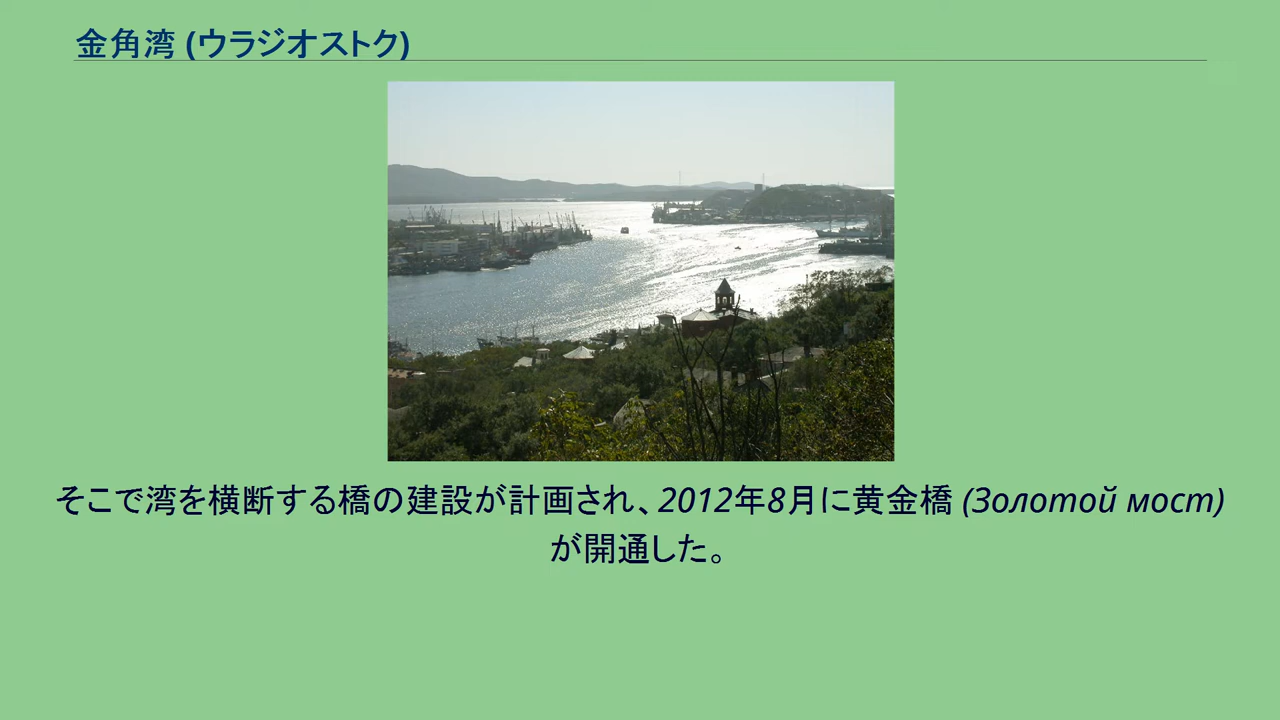 金角湾 (ウラジオストク)
そこで湾を横断する橋の建設が計画され、2012年8月に黄金橋 (Золотой мост)
が開通した。